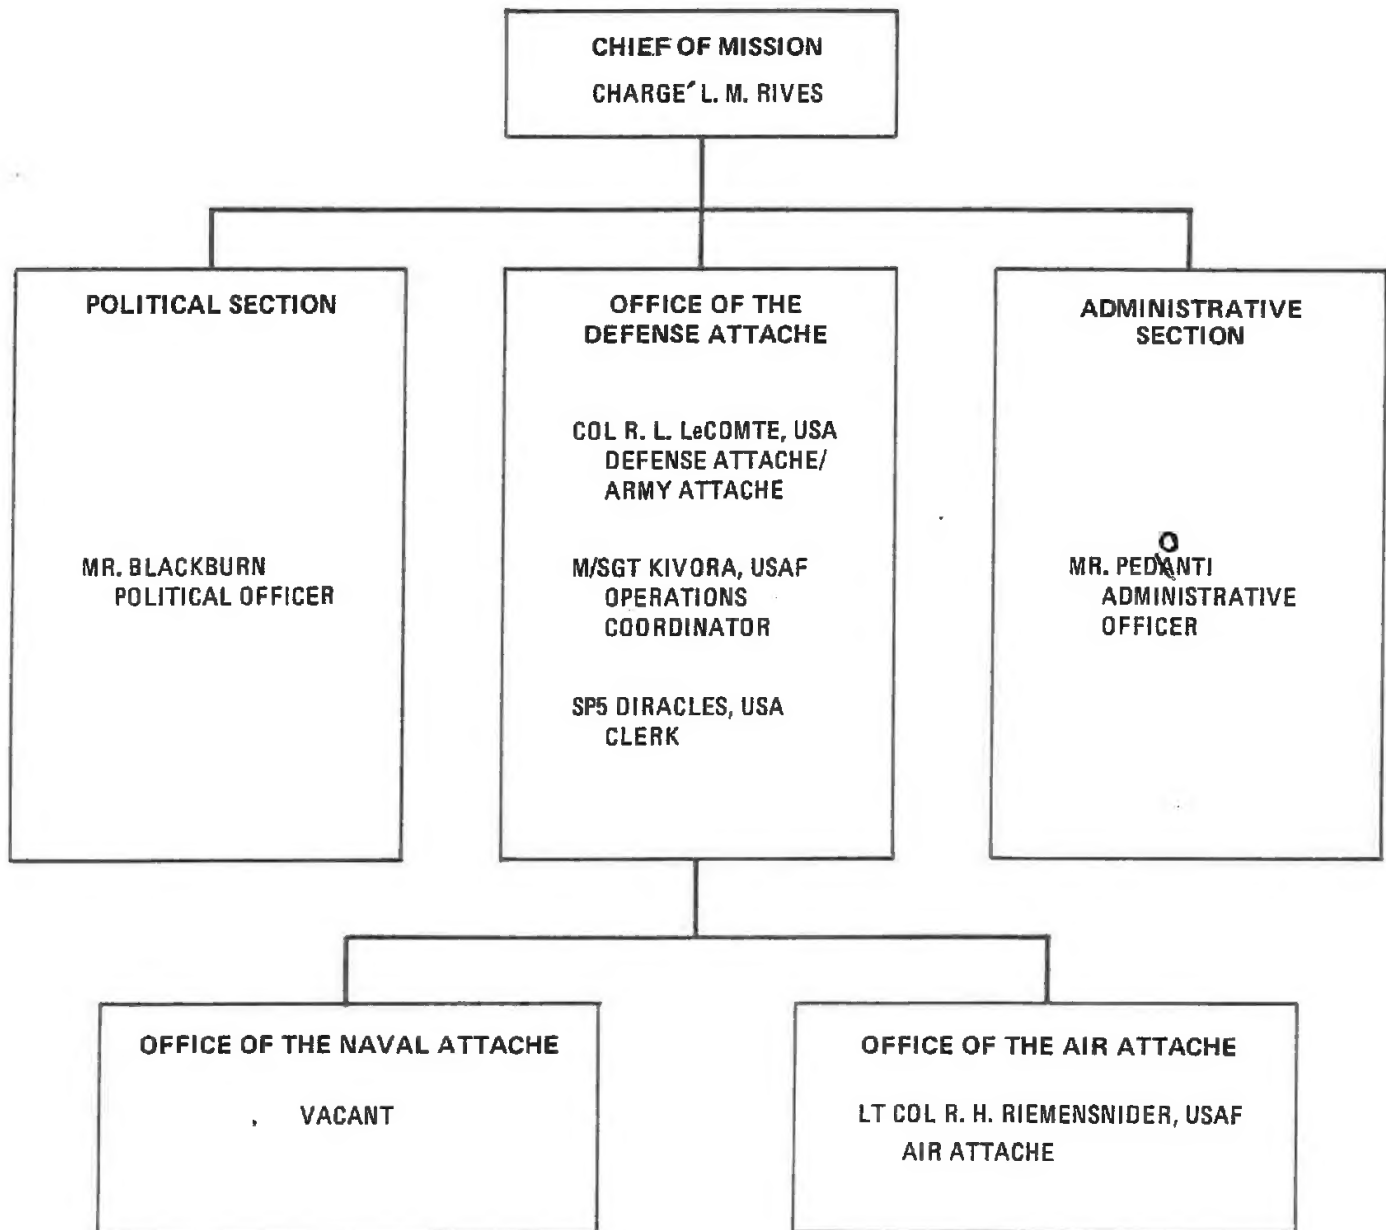 CHIEF OF MISSION
CHARGE´ L. M. RIVES
POLITICAL SECTION
MR. BLACKBURN
POLITICAL OFFICER
OFFICE OF THE
DEFENSE ATTACHE
COL R. L. LeCOMTE, USA
DEFENSE ATTACHE/
ARMY ATTACHE
M/SGT KIVORA, USAF
OPERATIONS
COORDINATOR
SP5 DIRACLES, USA
CLERK
ADMINISTRATIVE
SECTION
O
MR. PEDANTI
ADMINISTRATIVE
OFFICER
OFFICE OF THE NAVAL ATTACHE
VACANT
OFFICE OF THE AIR ATTACHE
LT COL R. H. RIEMENSNIDER, USAF
AIR ATTACHE